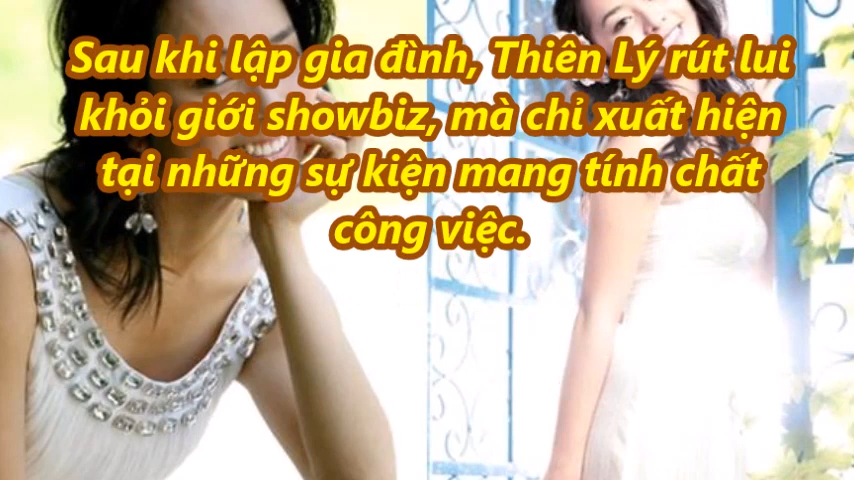 Sau khi lập gia đình, Thiên Lý rút lui
khỏi giới showbiz, mà chỉ xuất hiện
tại những sự kiện mang tính chất
công việc.